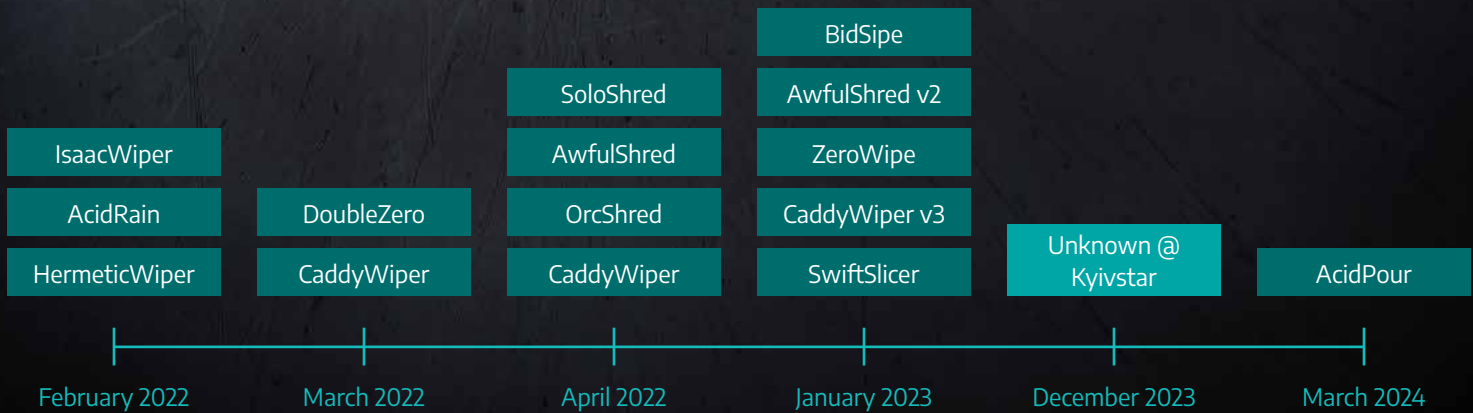 BidSipe
SoloShred
AwfulShred v2
IsaacWiper
AwfulShred
ZeroWipe
AcidRain
DoubleZero
OrcShred
CaddyWiper v3
HermeticWiper
CaddyWiper
CaddyWiper
SwiftSlicer
Unknown @
Kyivstar
AcidPour
February 2022
March 2022
April 2022
January 2023
December 2023
March 2024